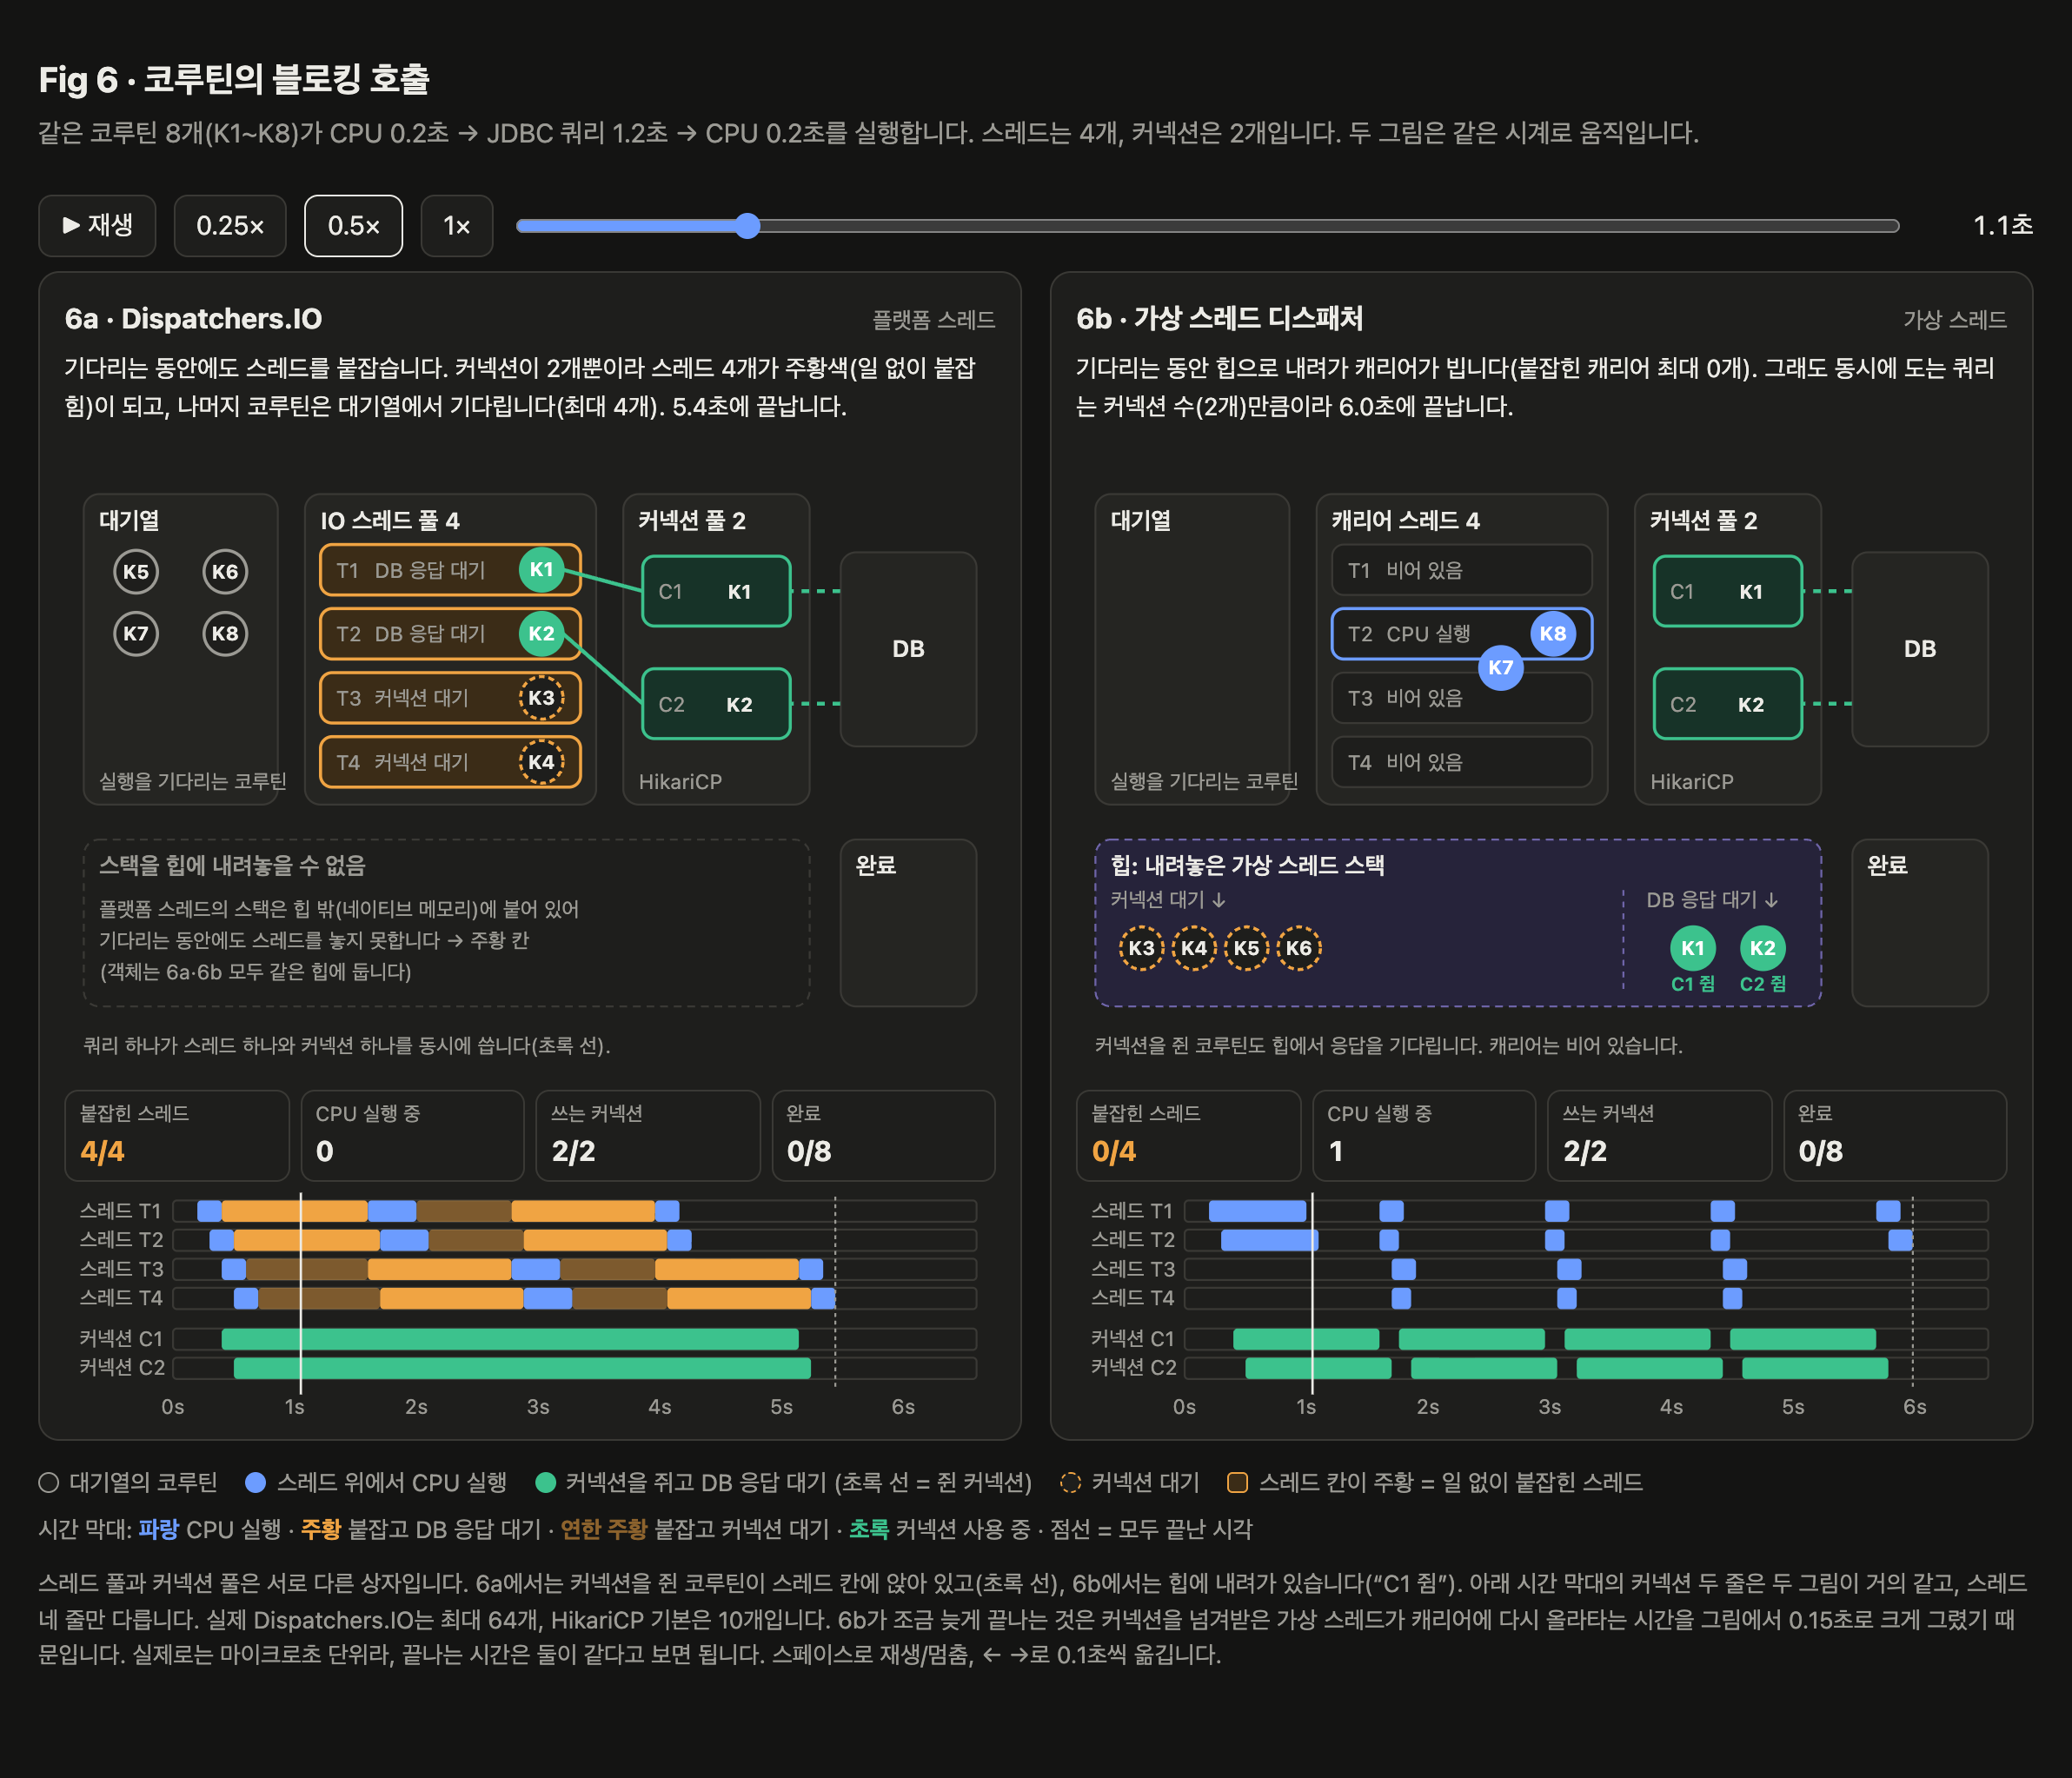 Fig 6 · 코루틴의 블로킹 호출
같은 코루틴 8개(K1~K8)가 CPU 0.2초 → JDBC 쿼리 1.2초 → CPU 0.2초를 실행합니다. 스레드는 4개, 커넥션은 2개입니다. 두 그림은 같은 시계로 움직입니다.
▶ 재생 0.25× 0.5× 1× 1.1초
6a · Dispatchers.IO 플랫폼 스레드
기다리는 동안에도 스레드를 붙잡습니다. 커넥션이 2개뿐이라 스레드 4개가 주황색(일 없이 붙잡
힘)이 되고, 나머지 코루틴은 대기열에서 기다립니다(최대 4개). 5.4초에 끝납니다.
대기열
K5 K6
K7 K8
실행을 기다리는 코루틴
IO 스레드 풀 4
T1 DB 응답 대기 K1
T2 DB 응답 대기 K2
T3 커넥션 대기 K3
T4 커넥션 대기 K4
커넥션 풀 2
C1 K1
C2 K2
HikariCP
DB
스택을 힙에 내려놓을 수 없음
플랫폼 스레드의 스택은 힙 밖(네이티브 메모리)에 붙어 있어
기다리는 동안에도 스레드를 놓지 못합니다 → 주황 칸
(객체는 6a·6b 모두 같은 힙에 둡니다)
완료
쿼리 하나가 스레드 하나와 커넥션 하나를 동시에 씁니다(초록 선).
붙잡힌 스레드
4/4
CPU 실행 중
0
쓰는 커넥션
2/2
완료
0/8
스레드 T1
스레드 T2
스레드 T3
스레드 T4
커넥션 C1
커넥션 C2
0s 1s 2s 3s 4s 5s 6s
6b · 가상 스레드 디스패처 가상 스레드
기다리는 동안 힙으로 내려가 캐리어가 빕니다(붙잡힌 캐리어 최대 0개). 그래도 동시에 도는 쿼리
는 커넥션 수(2개)만큼이라 6.0초에 끝납니다.
대기열
실행을 기다리는 코루틴
캐리어 스레드 4
T1 비어 있음
T2 CPU 실행 K8
K7
T3 비어 있음
T4 비어 있음
커넥션 풀 2
C1 K1
C2 K2
HikariCP
DB
힙: 내려놓은 가상 스레드 스택
커넥션 대기 ↓
K3 K4 K5 K6
DB 응답 대기 ↓
K1 K2
C1 쥠 C2 쥠
완료
커넥션을 쥔 코루틴도 힙에서 응답을 기다립니다. 캐리어는 비어 있습니다.
붙잡힌 스레드
0/4
CPU 실행 중
1
쓰는 커넥션
2/2
완료
0/8
스레드 T1
스레드 T2
스레드 T3
스레드 T4
커넥션 C1
커넥션 C2
0s 1s 2s 3s 4s 5s 6s
대기열의 코루틴 스레드 위에서 CPU 실행 커넥션을 쥐고 DB 응답 대기 (초록 선 = 쥔 커넥션) 커넥션 대기 스레드 칸이 주황 = 일 없이 붙잡힌 스레드
시간 막대: 파랑 CPU 실행 · 주황 붙잡고 DB 응답 대기 · 연한 주황 붙잡고 커넥션 대기 · 초록 커넥션 사용 중 · 점선 = 모두 끝난 시각
스레드 풀과 커넥션 풀은 서로 다른 상자입니다. 6a에서는 커넥션을 쥔 코루틴이 스레드 칸에 앉아 있고(초록 선), 6b에서는 힙에 내려가 있습니다(“C1 쥠”). 아래 시간 막대의 커넥션 두 줄은 두 그림이 거의 같고, 스레드
네 줄만 다릅니다. 실제 Dispatchers.IO는 최대 64개, HikariCP 기본은 10개입니다. 6b가 조금 늦게 끝나는 것은 커넥션을 넘겨받은 가상 스레드가 캐리어에 다시 올라타는 시간을 그림에서 0.15초로 크게 그렸기 때
문입니다. 실제로는 마이크로초 단위라, 끝나는 시간은 둘이 같다고 보면 됩니다. 스페이스로 재생/멈춤, ← →로 0.1초씩 옮깁니다.